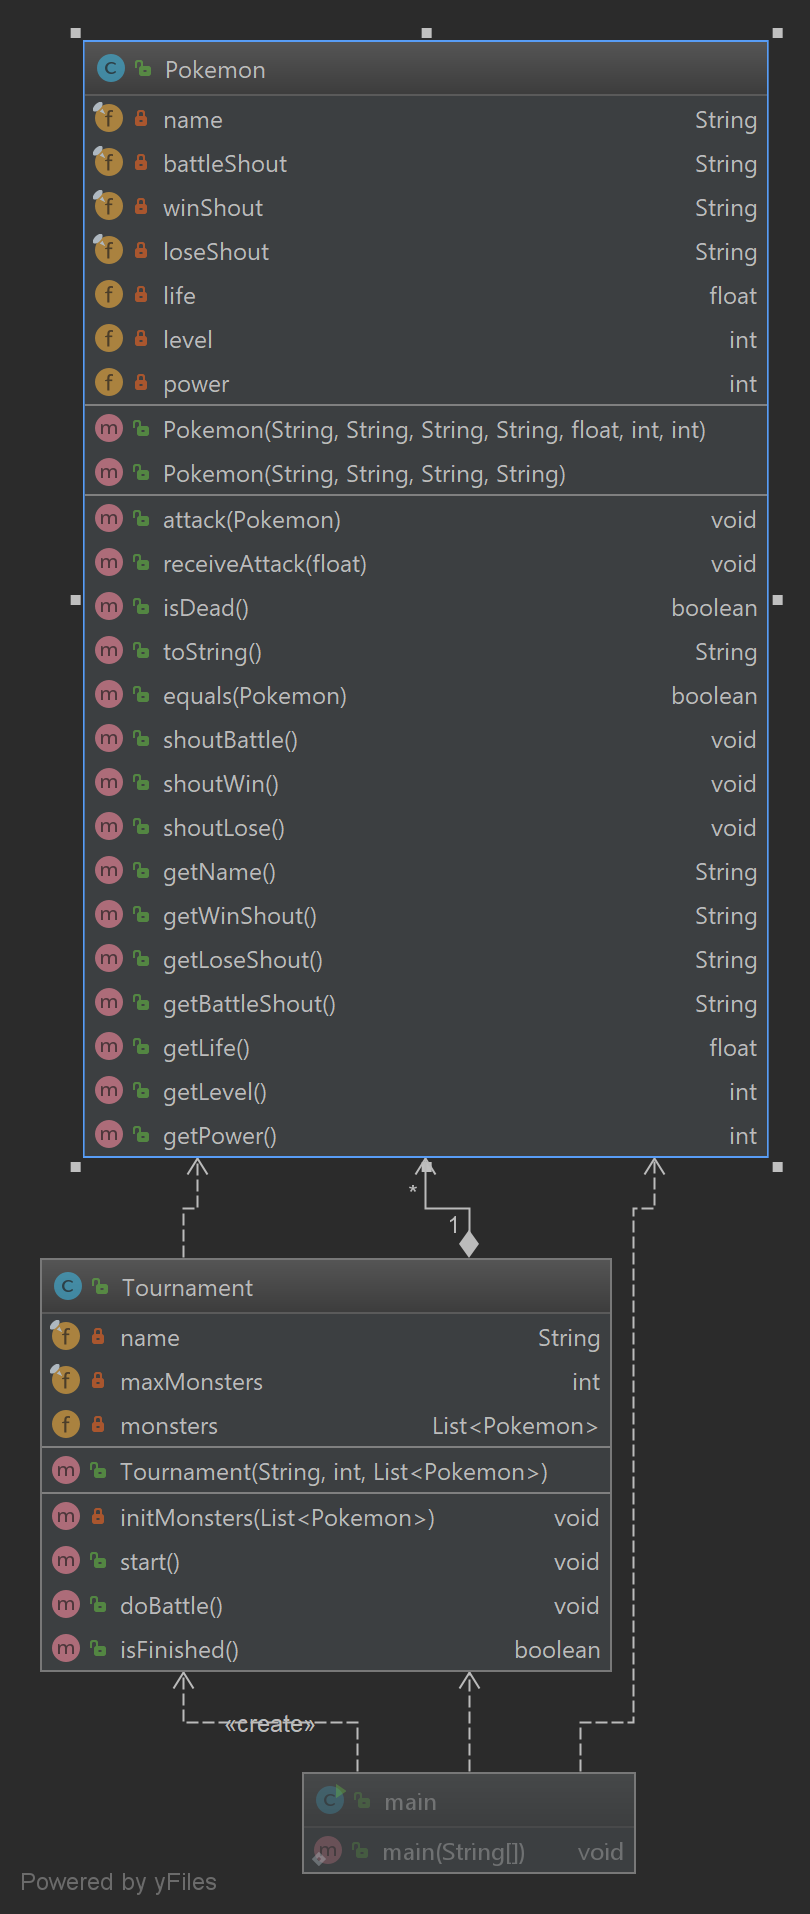 C Pokemon
f name String
f battleShout String
f winShout String
f loseShout String
f life float
f level int
f power int
m Pokemon(String, String, String, String, float, int, int)
m Pokemon(String, String, String, String)
m attack(Pokemon) void
m receiveAttack(float) void
m isDead() boolean
m toString() String
m equals(Pokemon) boolean
m shoutBattle() void
m shoutWin() void
m shoutLose() void
m getName() String
m getWinShout() String
m getLoseShout() String
m getBattleShout() String
m getLife() float
m getLevel() int
m getPower() int
*
1
C Tournament
f name String
f maxMonsters int
f monsters List<Pokemon>
m Tournament(String, int, List<Pokemon>)
m initMonsters(List<Pokemon>) void
m start() void
m doBattle() void
m isFinished() boolean
«create»
C main
m main(String[]) void
Powered by yFiles